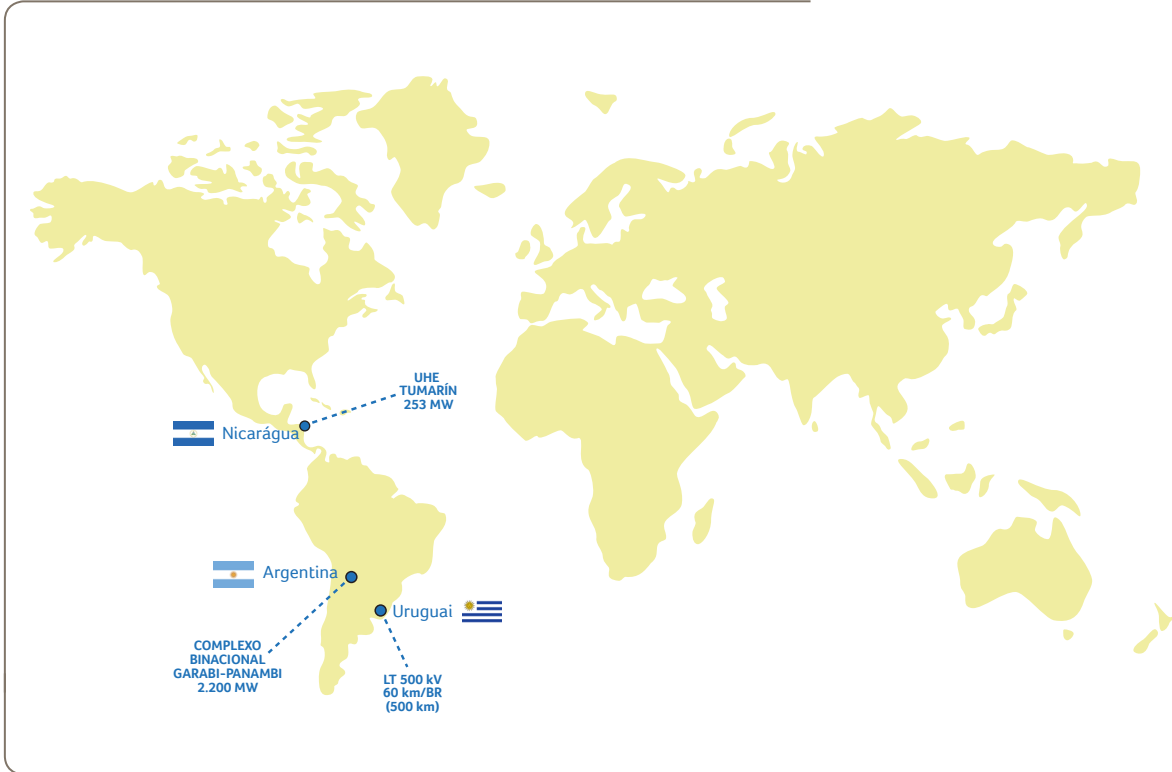 UHE
TUMARÍN
253 MW
Nicarágua
Argentina
Uruguai
COMPLEXO
BINACIONAL
GARABI-PANAMBI
2.200 MW
LT 500 kV
60 km/BR
(500 km)